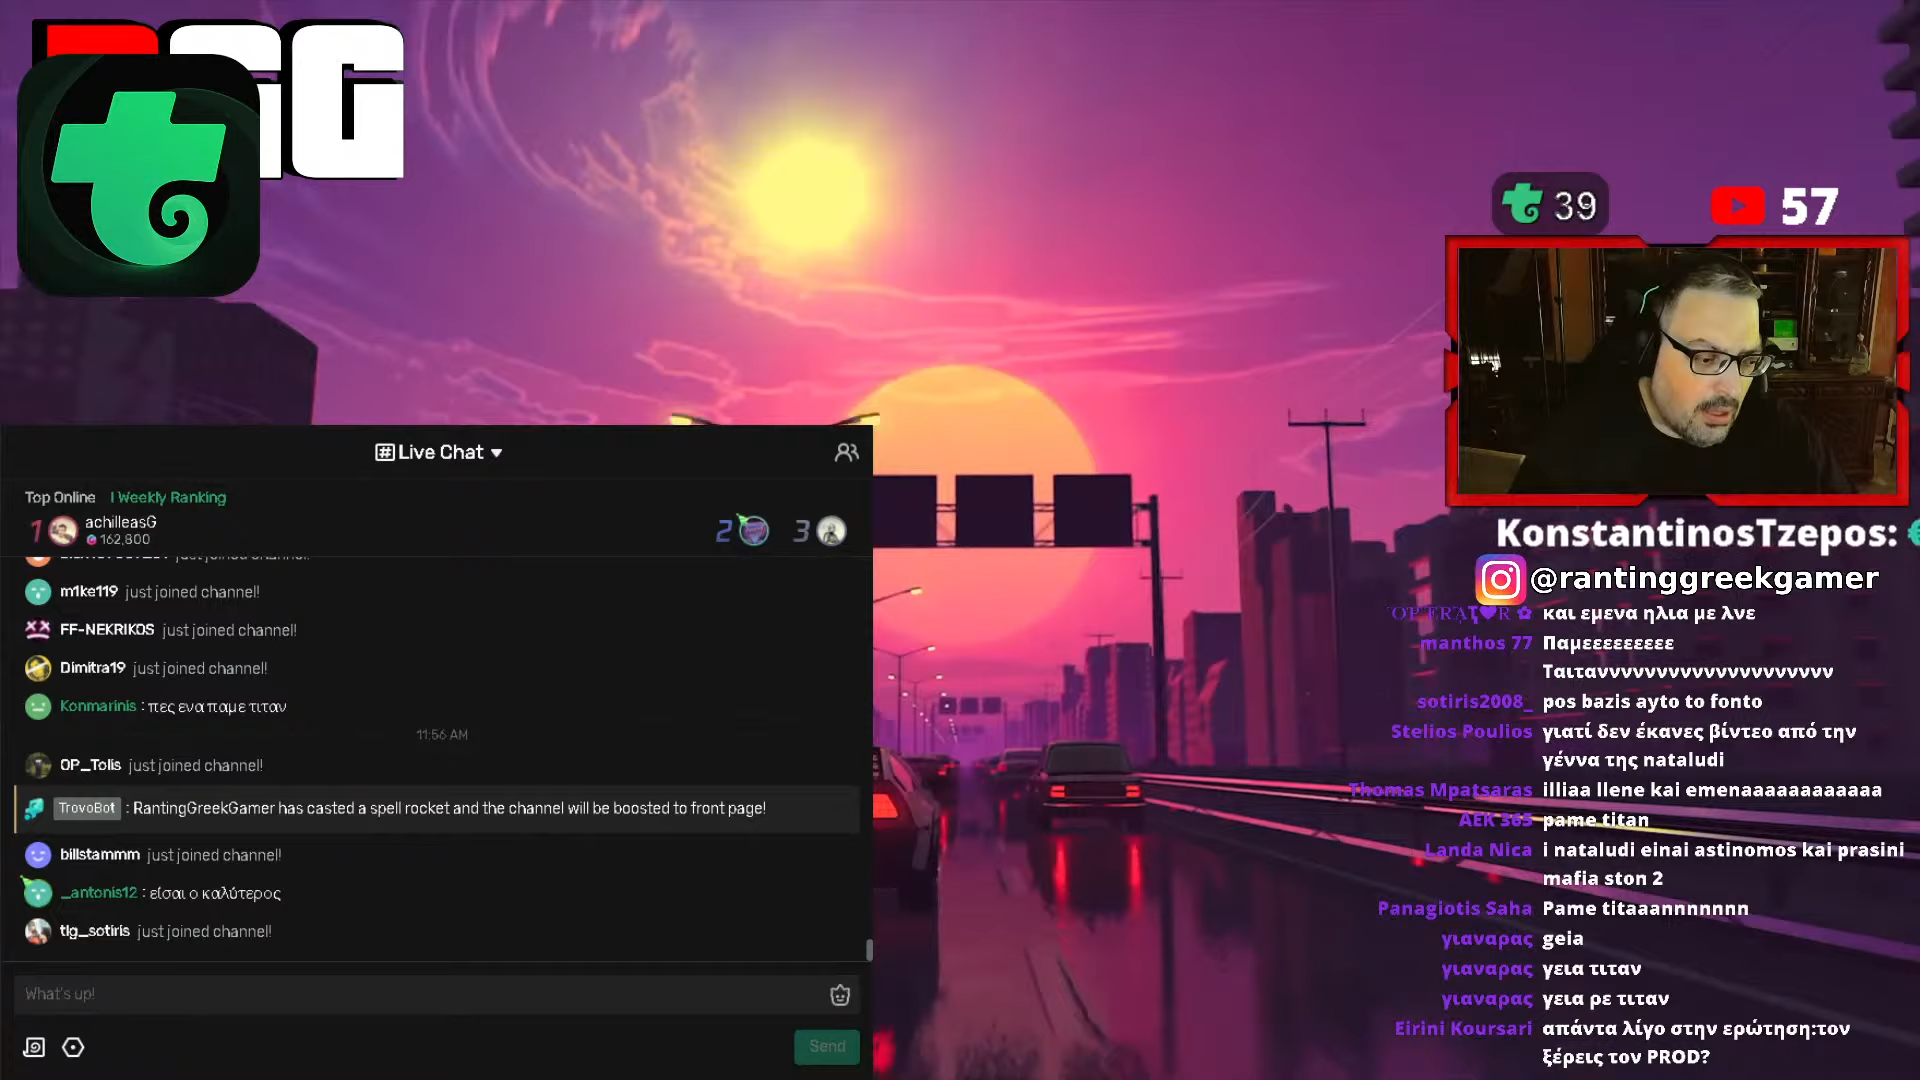 39
57
#Live Chat
Top Online | Weekly Ranking
1 achilleasG
162,800
2
3
just joined channel!
m1ke119 just joined channel!
FF-NEKRIKOS just joined channel!
Dimitra19 just joined channel!
Konmarinis : πες ενα παμε τιταν
11:56 AM
OP_Tolis just joined channel!
TrovoBot : RantingGreekGamer has casted a spell rocket and the channel will be boosted to front page!
billstammm just joined channel!
_antonis12 : είσαι ο καλύτερος
tlg_sotiris just joined channel!
What's up!
Send
KonstantinosTzepos:
@rantinggreekgamer
και εμενα ηλια με λνε
manthos 77 Παμεεεεεεεεε
Ταιτανννννννννννννννννννν
sotiris2008_ pos bazis ayto to fonto
Stelios Poulios γιατί δεν έκανες βίντεο από την
γέννα της nataludi
Thomas Mpatsaras illiaa llene kai emenaaaaaaaaaaaa
AEK 365 pame titan
Landa Nica i nataludi einai astinomos kai prasini
mafia ston 2
Panagiotis Saha Pame titaaannnnnnn
γιαναρας geia
γιαναρας γεια τιταν
γιαναρας γεια ρε τιταν
Eirini Koursari απάντα λίγο στην ερώτηση:τον
ξέρεις τον PROD?